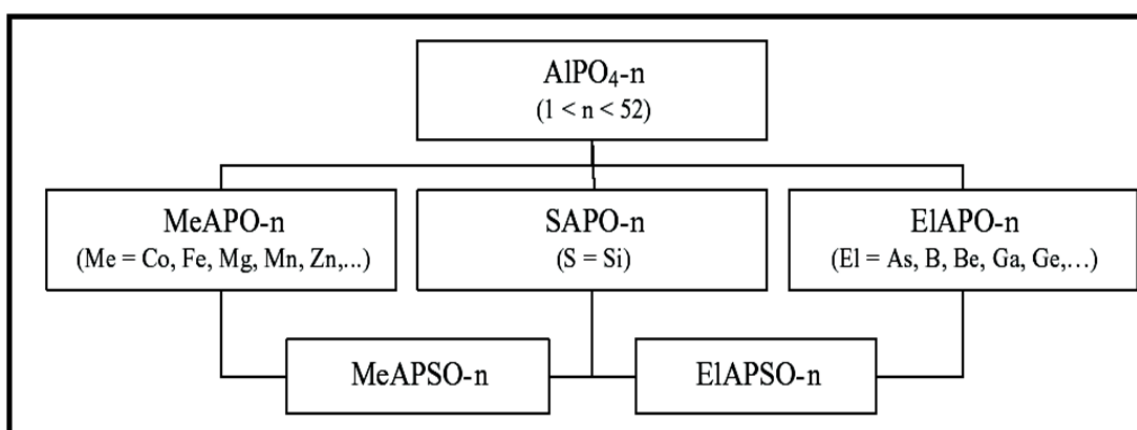 AlPO₄-n
(1 < n < 52)
MeAPO-n
(Me = Co, Fe, Mg, Mn, Zn,...)
SAPO-n
(S = Si)
ElAPO-n
(El = As, B, Be, Ga, Ge,...)
MeAPSO-n
ElAPSO-n